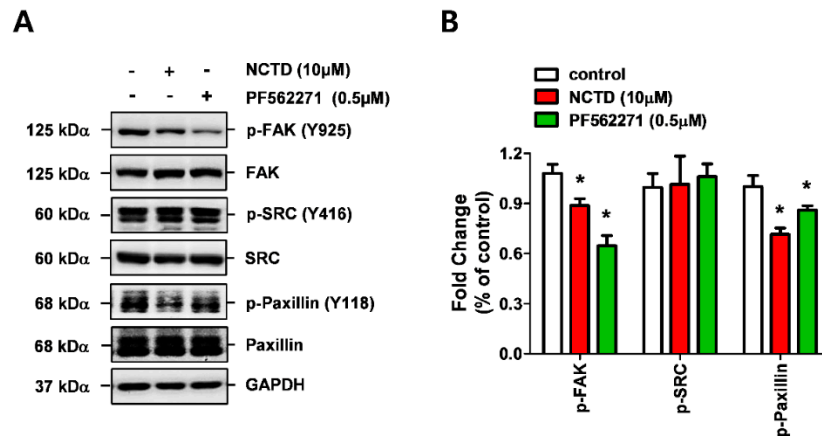 A
- + - NCTD (10μM)
- - + PF562271 (0.5μM)
125 kDα p-FAK (Y925)
125 kDα FAK
60 kDα p-SRC (Y416)
60 kDα SRC
68 kDα p-Paxillin (Y118)
68 kDα Paxillin
37 kDα GAPDH
B
control
NCTD (10μM)
PF562271 (0.5μM)
Fold Change
(% of control)
1.2
0.9
0.6
0.3
0.0
* * * *
p-FAK
p-SRC
p-Paxillin